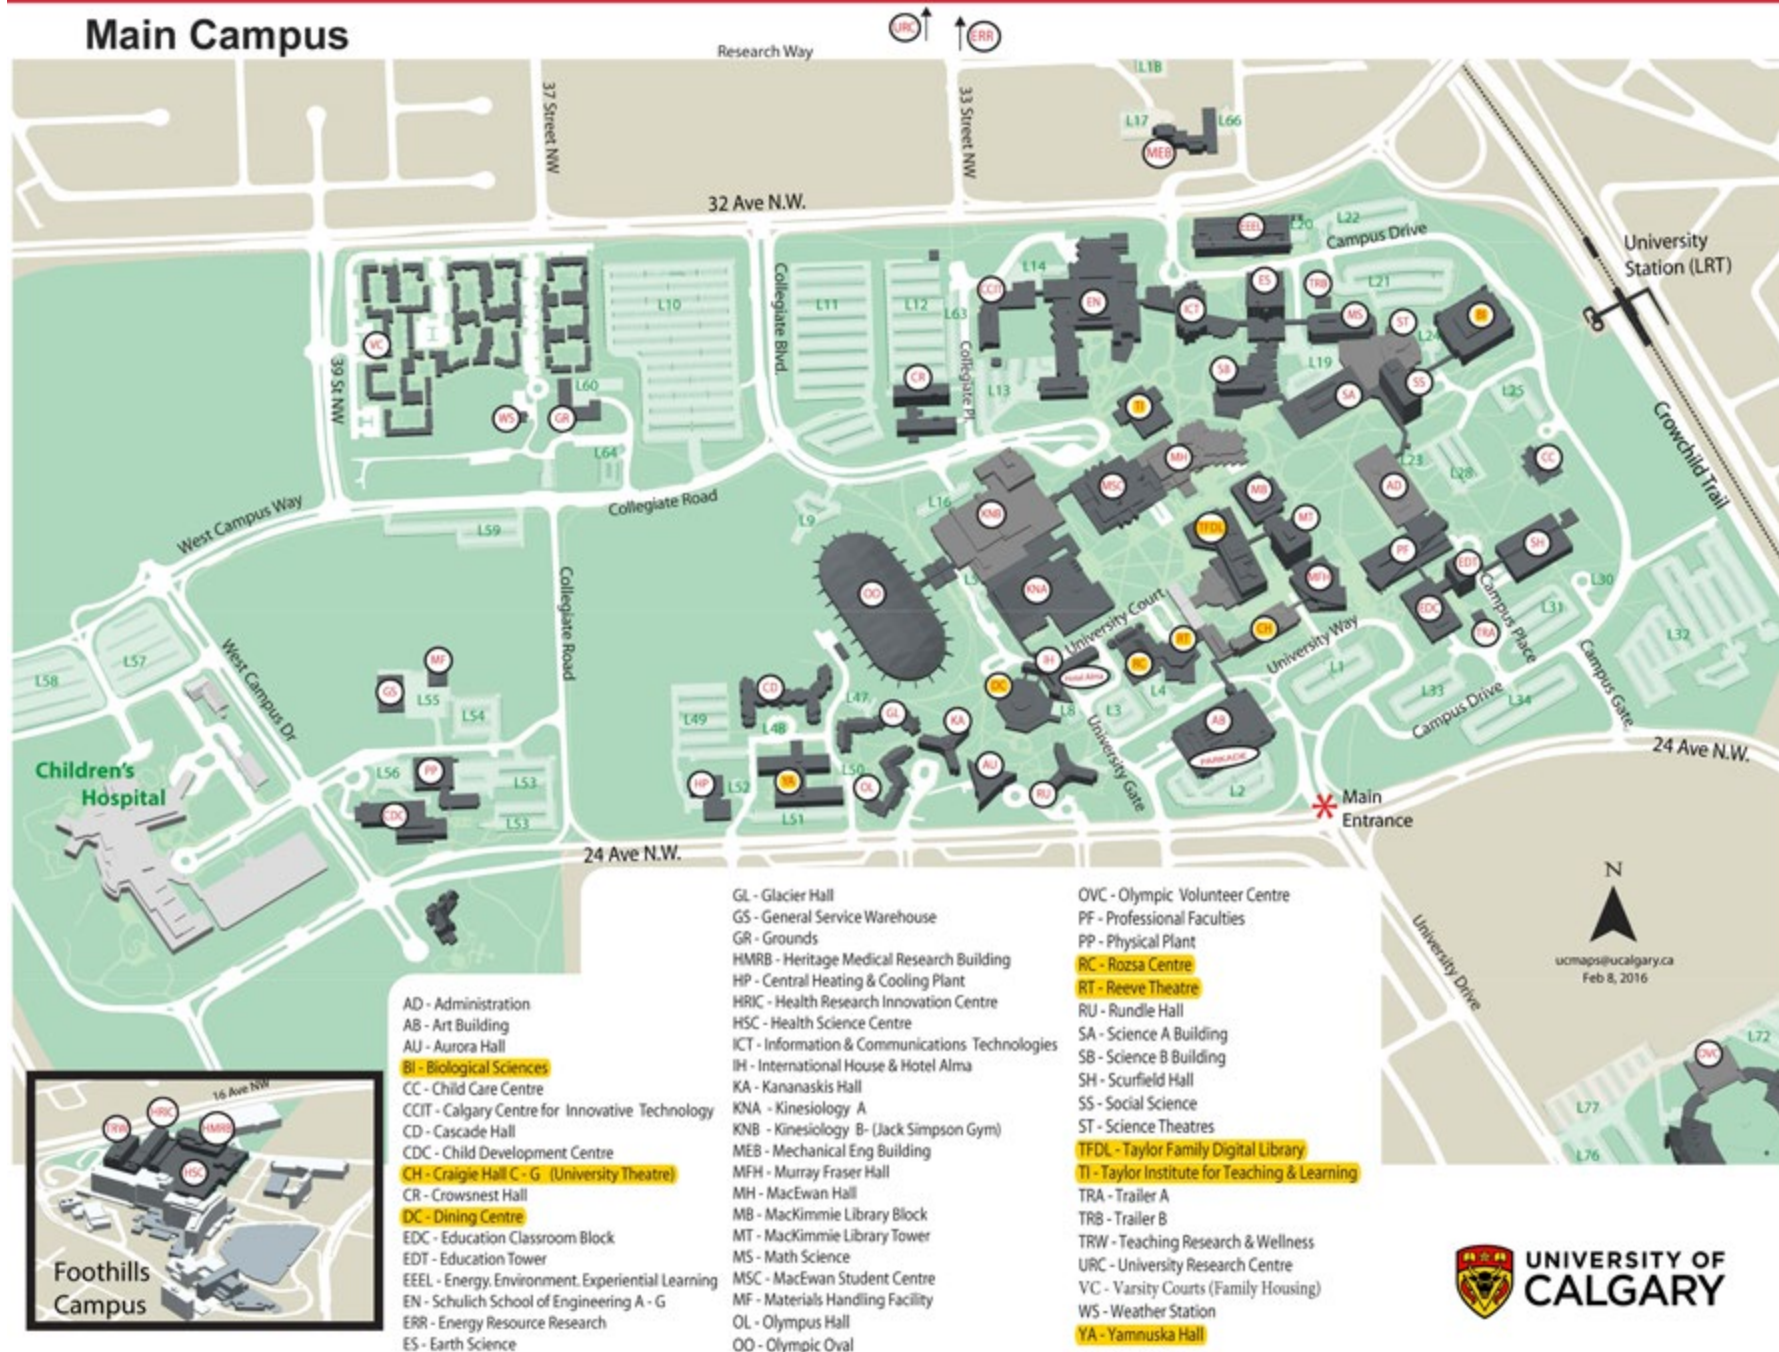 Main Campus
URC
ERR
Research Way
37 Street NW
33 Street NW
L18
L17
L66
MEB
32 Ave N.W.
EEEL
L20
L22
Campus Drive
University
Station (LRT)
L10
Collegiate Blvd.
L11
L12
L63
CCIT
L14
EN
ICT
ES
TRB
L21
MS
ST
BI
L24
VC
39 St NW
WS
GR
L60
L64
CR
Collegiate Pl.
L13
TI
SB
L19
SA
SS
L25
Crowchild Trail
West Campus Way
Collegiate Road
L59
L9
L16
KNB
MSC
MH
MB
MT
TFDL
AD
L23
L28
CC
PF
EDT
SH
OO
KNA
MFH
EDC
TRA
Campus Place
L30
L31
L32
L58
L57
West Campus Dr
Collegiate Road
MF
GS
L55
L54
CD
L49
L48
L47
GL
KA
DC
IH
Hotel Alma
University Court
RC
RT
CH
University Way
L1
L33
L34
Campus Drive
Campus Gate
L8
L3
L4
University Gate
AB
PARKADE
L2
24 Ave N.W.
Children's
Hospital
L56
PP
L53
L53
CDC
HP
L52
YA
L50
L51
OL
AU
RU
Main
Entrance
24 Ave N.W.
University Drive
N
ucmaps@ucalgary.ca
Feb 8, 2016
OVC
L72
L77
L76
16 Ave NW
TRW
HRIC
HMRB
HSC
Foothills
Campus
AD - Administration
AB - Art Building
AU - Aurora Hall
BI - Biological Sciences
CC - Child Care Centre
CCIT - Calgary Centre for Innovative Technology
CD - Cascade Hall
CDC - Child Development Centre
CH - Craigie Hall C - G (University Theatre)
CR - Crowsnest Hall
DC - Dining Centre
EDC - Education Classroom Block
EDT - Education Tower
EEEL - Energy. Environment. Experiential Learning
EN - Schulich School of Engineering A - G
ERR - Energy Resource Research
ES - Earth Science
GL - Glacier Hall
GS - General Service Warehouse
GR - Grounds
HMRB - Heritage Medical Research Building
HP - Central Heating & Cooling Plant
HRIC - Health Research Innovation Centre
HSC - Health Science Centre
ICT - Information & Communications Technologies
IH - International House & Hotel Alma
KA - Kananaskis Hall
KNA - Kinesiology A
KNB - Kinesiology B- (Jack Simpson Gym)
MEB - Mechanical Eng Building
MFH - Murray Fraser Hall
MH - MacEwan Hall
MB - MacKimmie Library Block
MT - MacKimmie Library Tower
MS - Math Science
MSC - MacEwan Student Centre
MF - Materials Handling Facility
OL - Olympus Hall
OO - Olympic Oval
OVC - Olympic Volunteer Centre
PF - Professional Faculties
PP - Physical Plant
RC - Rozsa Centre
RT - Reeve Theatre
RU - Rundle Hall
SA - Science A Building
SB - Science B Building
SH - Scurfield Hall
SS - Social Science
ST - Science Theatres
TFDL - Taylor Family Digital Library
TI - Taylor Institute for Teaching & Learning
TRA - Trailer A
TRB - Trailer B
TRW - Teaching Research & Wellness
URC - University Research Centre
VC - Varsity Courts (Family Housing)
WS - Weather Station
YA - Yamnuska Hall
UNIVERSITY OF
CALGARY